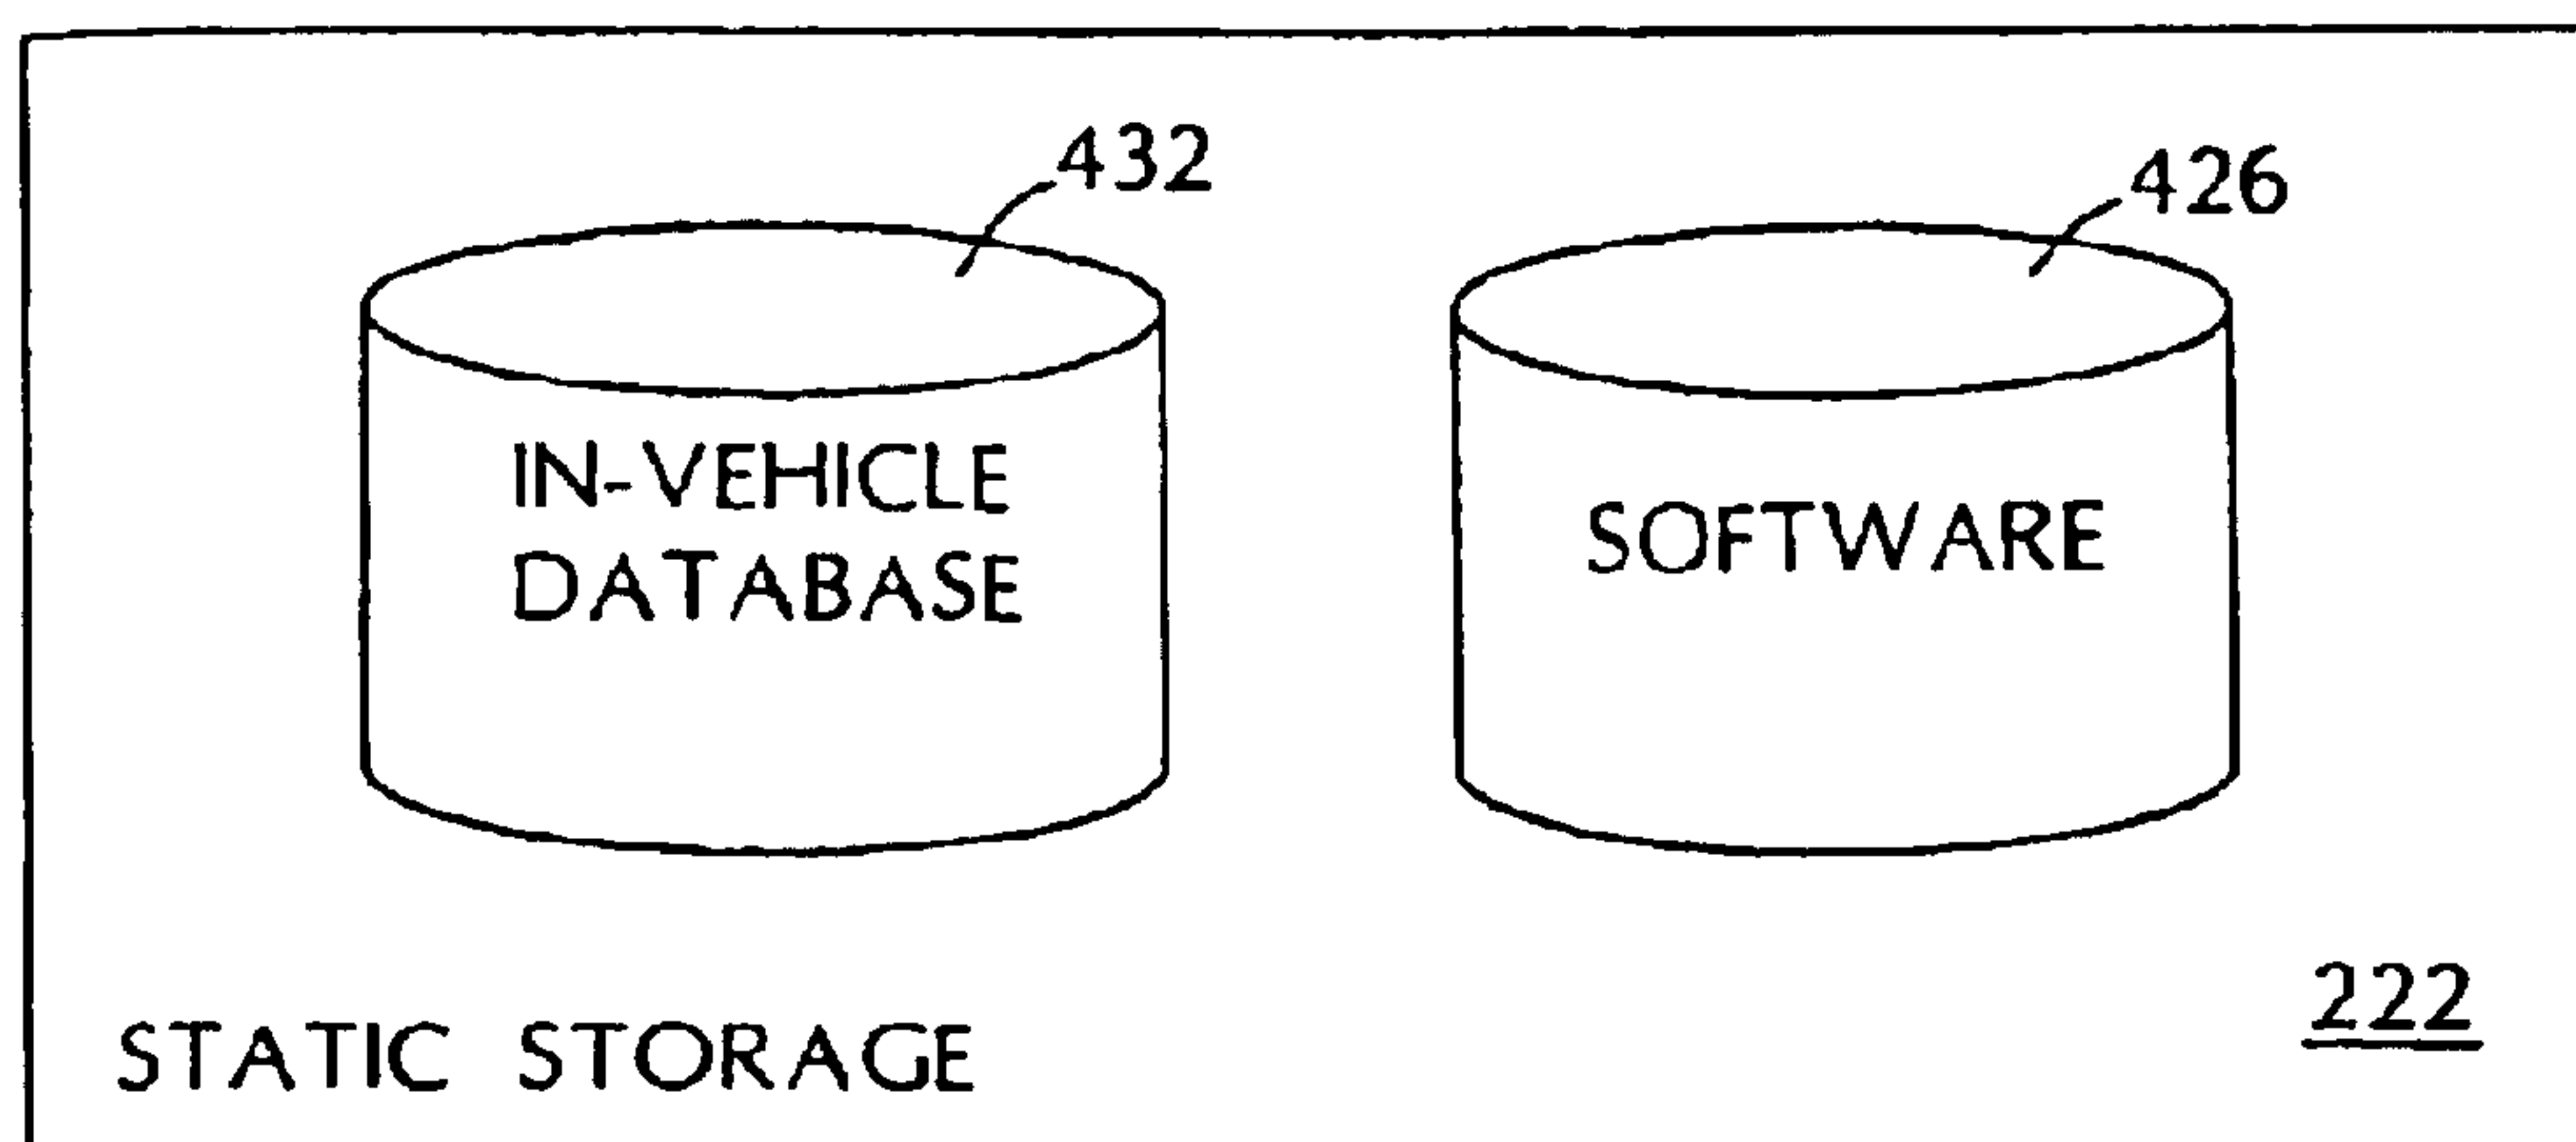 432
426
IN-VEHICLE
DATABASE
SOFTWARE
222
STATIC STORAGE